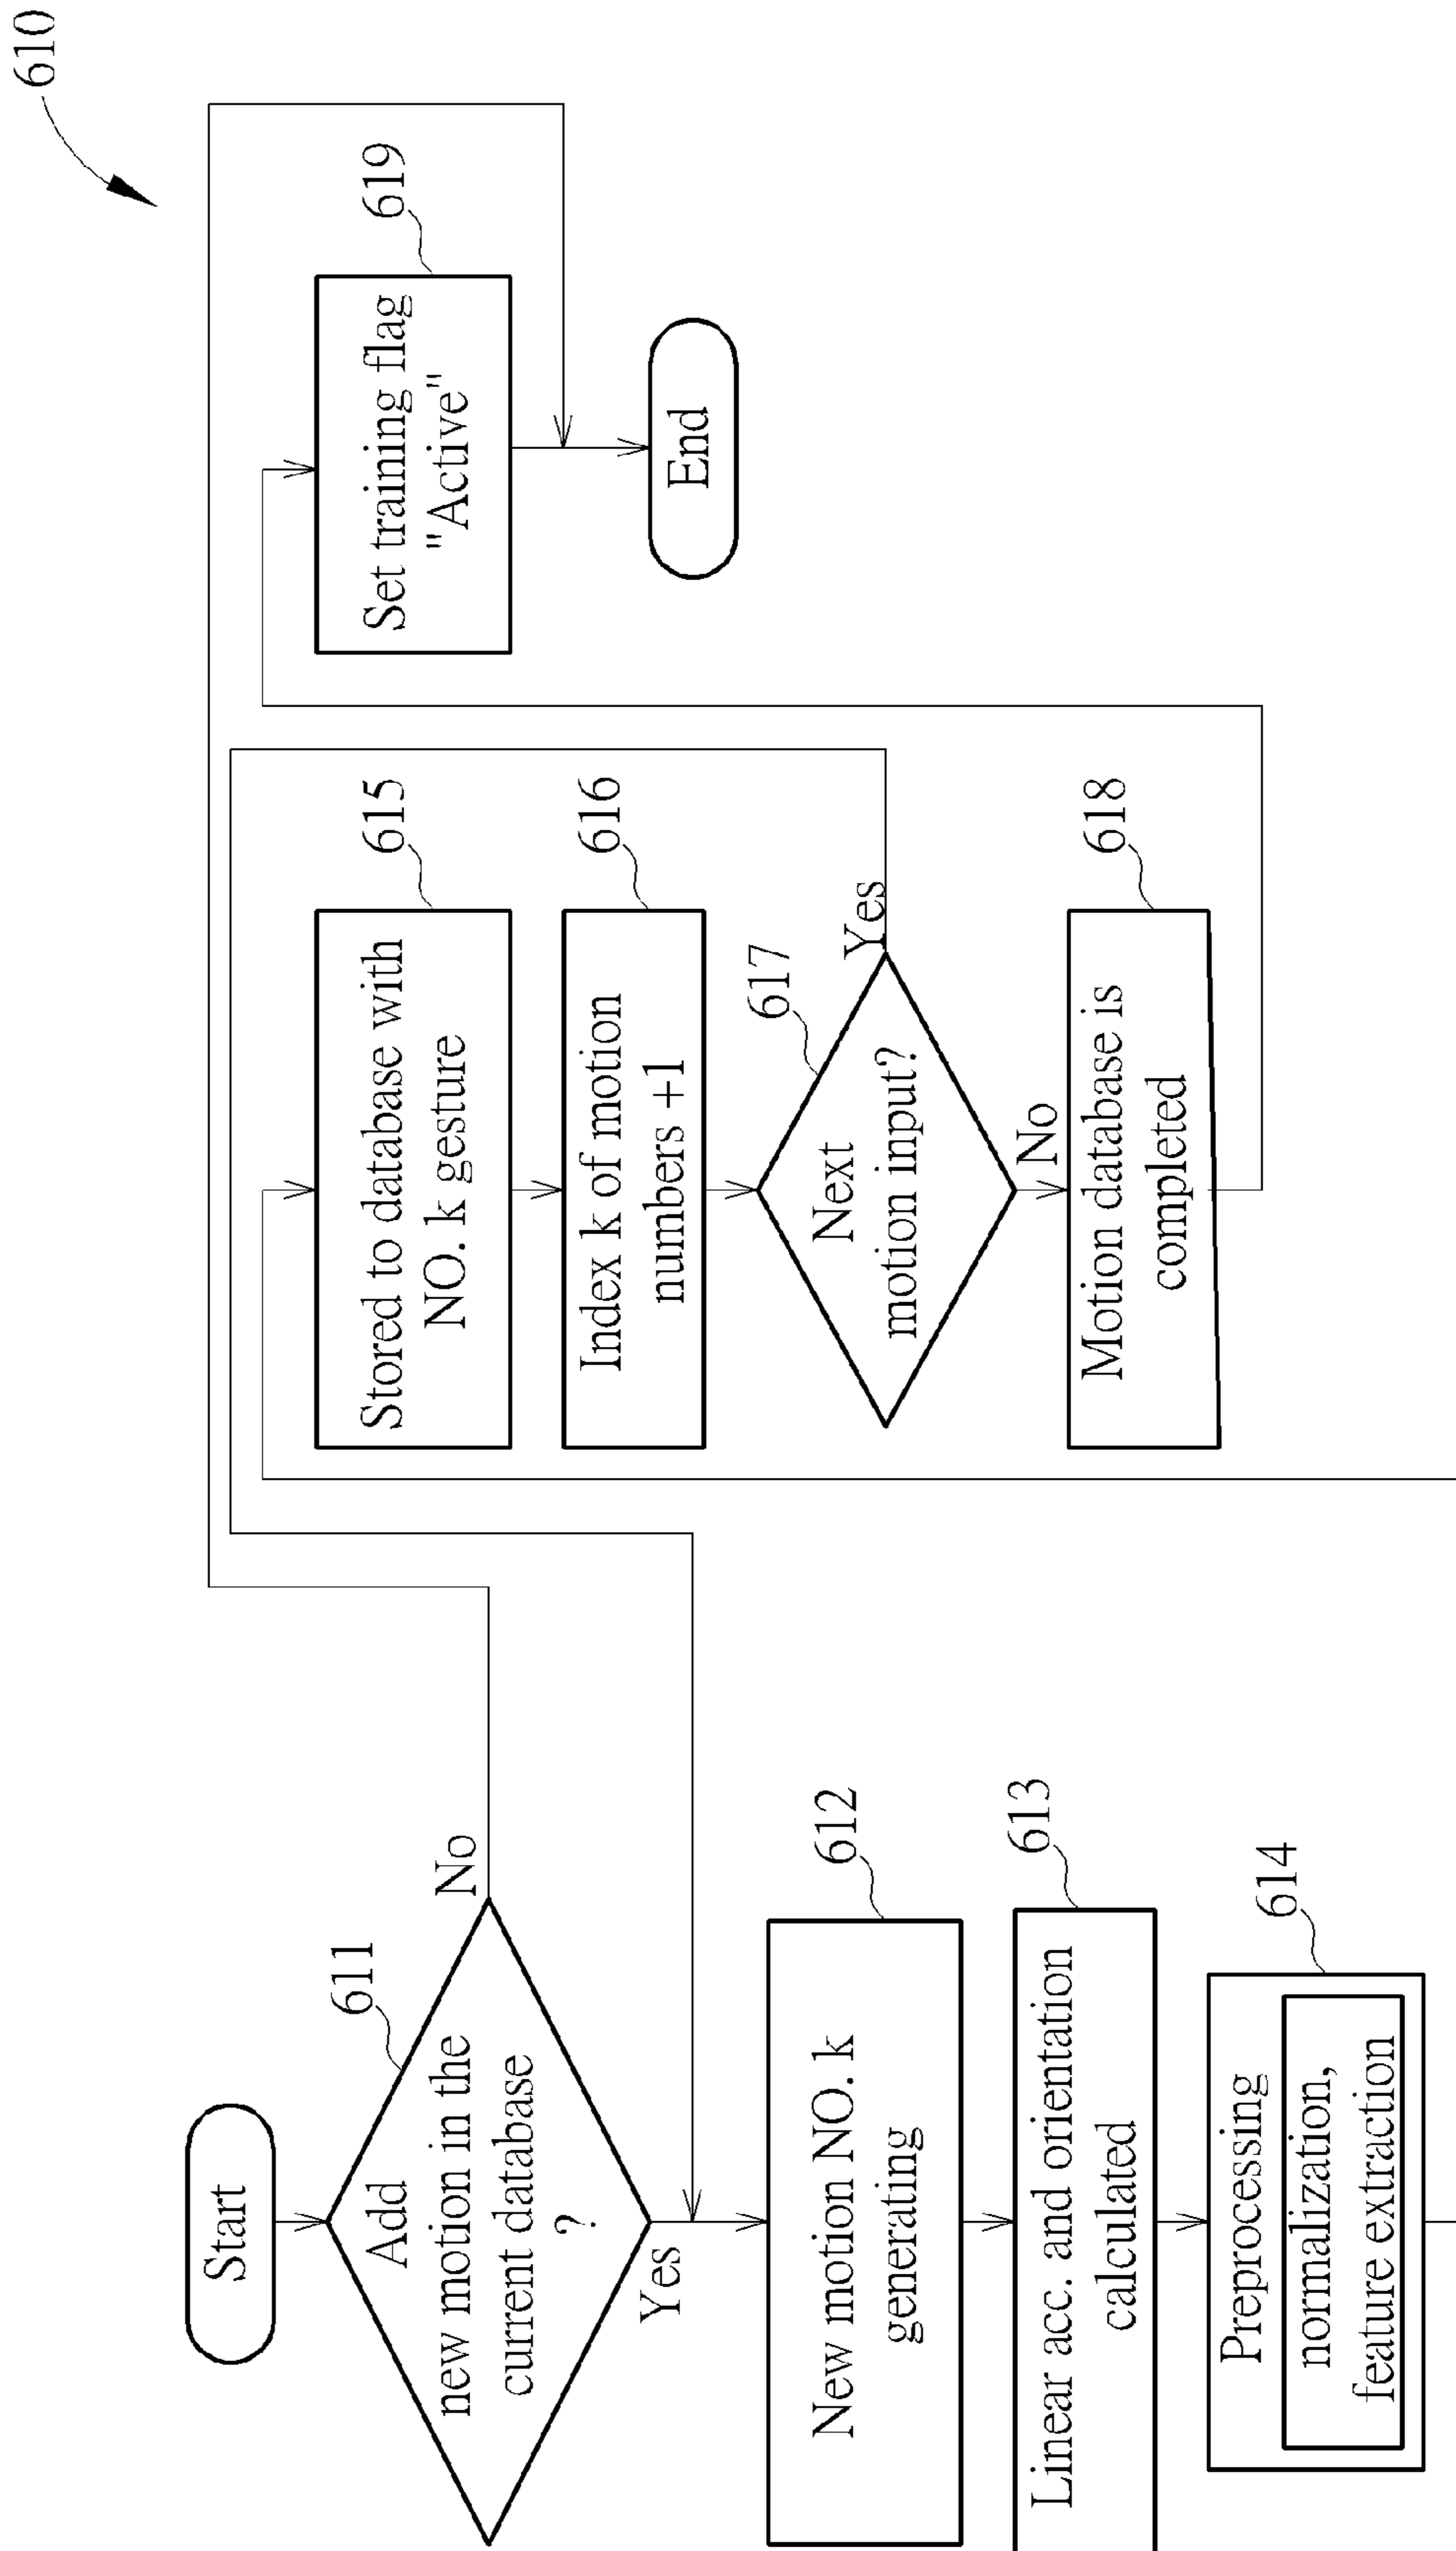 610
Start
611
Add
new motion in the
current database
?
No
Yes
612
New motion NO. k
generating
613
Linear acc. and orientation
calculated
614
Preprocessing
normalization,
feature extraction
615
Stored to database with
NO. k gesture
616
Index k of motion
numbers +1
617
Next
motion input?
Yes
No
618
Motion database is
completed
619
Set training flag
"Active"
End